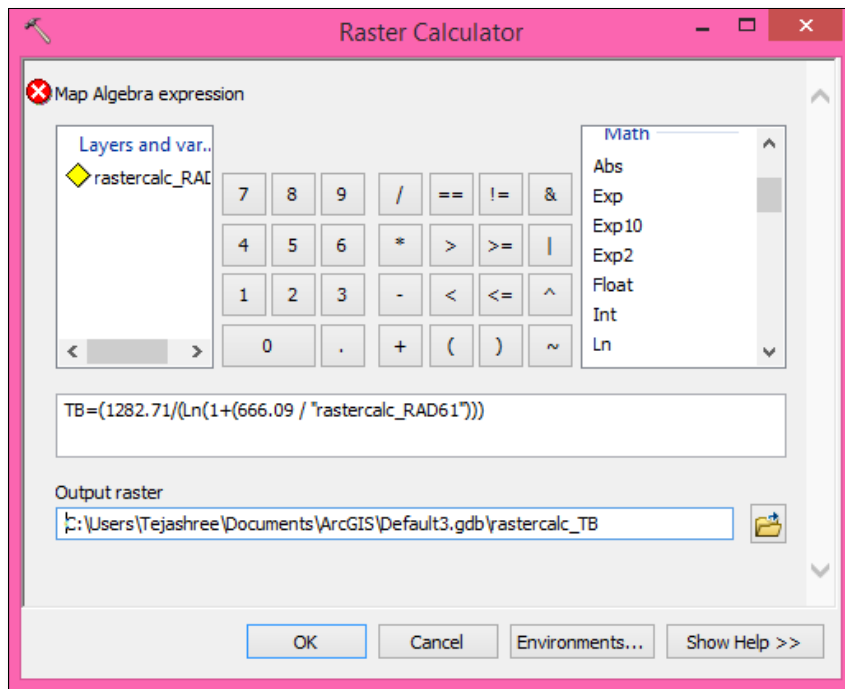 Raster Calculator
Map Algebra expression
Layers and var..
rastercalc_RAD
7 8 9 / == != &
4 5 6 * > >= |
1 2 3 - < <= ^
0 . + ( ) ~
Math
Abs
Exp
Exp10
Exp2
Float
Int
Ln
TB=(1282.71/(Ln(1+(666.09 / "rastercalc_RAD61")))
Output raster
C:\Users\Tejashree\Documents\ArcGIS\Default3.gdb\rastercalc_TB
OK Cancel Environments... Show Help >>